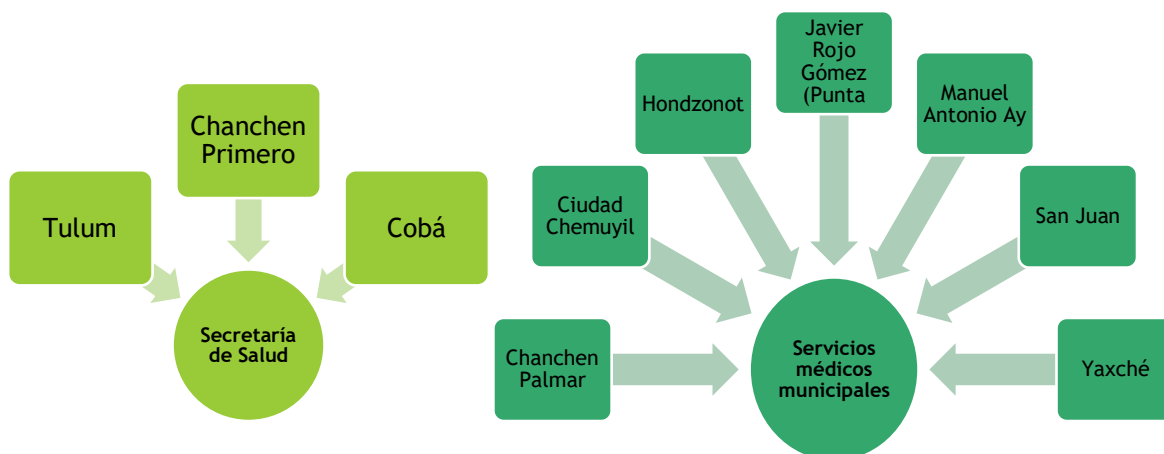 Tulum
Chanchen
Primero
Cobá
Secretaría
de Salud
Chanchen
Palmar
Ciudad
Chemuyil
Hondzonot
Javier
Rojo
Gómez
(Punta
Manuel
Antonio Ay
San Juan
Yaxché
Servicios
médicos
municipales